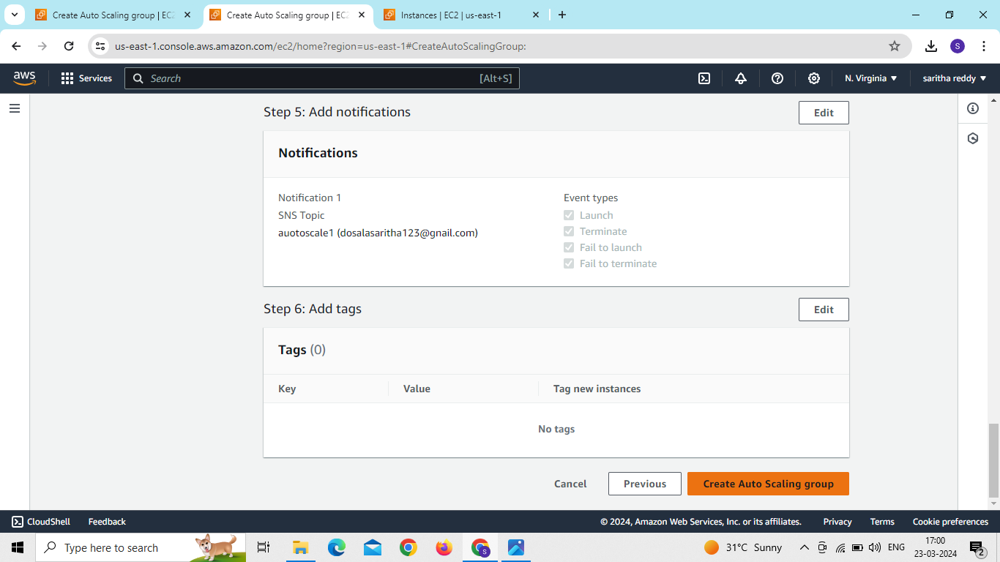 Create Auto Scaling group | EC2
Create Auto Scaling group | EC2
Instances | EC2 | us-east-1
us-east-1.console.aws.amazon.com/ec2/home?region=us-east-1#CreateAutoScalingGroup:
S
aws
Services
Search
[Alt+S]
N. Virginia
saritha reddy
Step 5: Add notifications
Edit
Notifications
Notification 1
SNS Topic
auotoscale1 (dosalasaritha123@gnail.com)
Event types
Launch
Terminate
Fail to launch
Fail to terminate
Step 6: Add tags
Edit
Tags (0)
Key Value Tag new instances
No tags
Cancel Previous Create Auto Scaling group
CloudShell Feedback © 2024, Amazon Web Services, Inc. or its affiliates. Privacy Terms Cookie preferences
Type here to search
S
31°C Sunny
ENG
17:00
23-03-2024
2